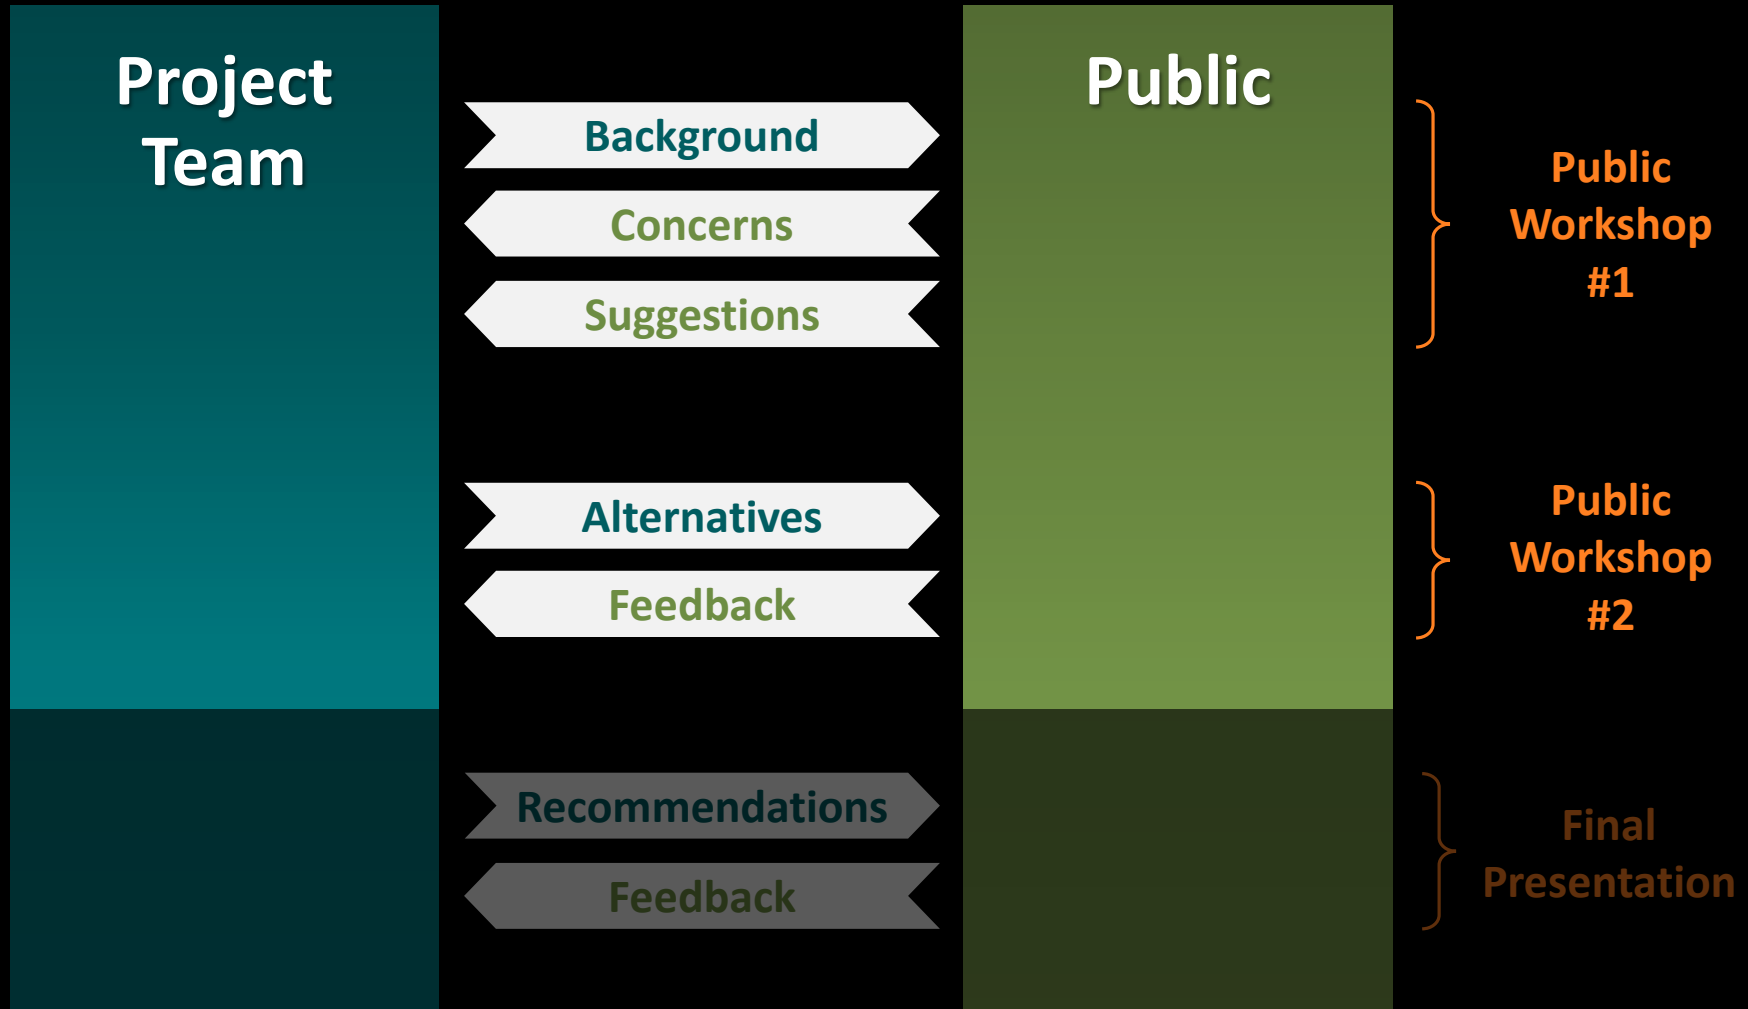 Project
Team
Public
Background
Concerns
Suggestions
Public
Workshop
#1
Alternatives
Feedback
Public
Workshop
#2
Recommendations
Feedback
Final
Presentation